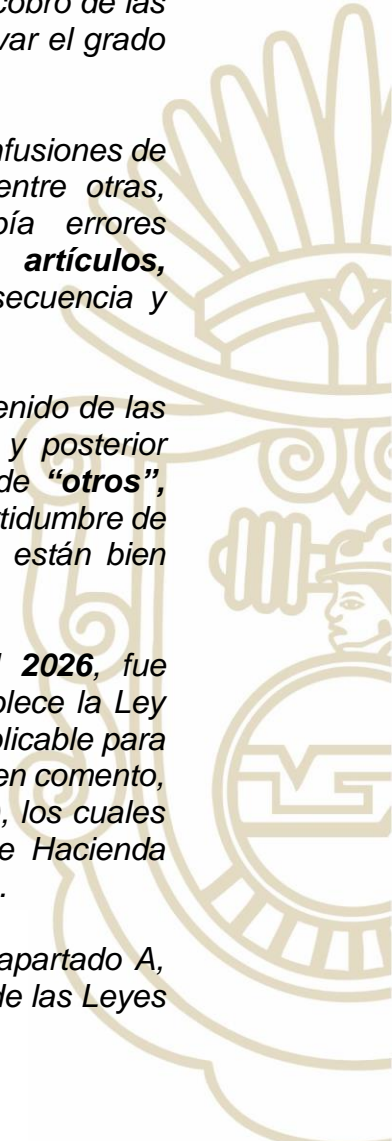 cobro de las
var el grado
nfusiones de
entre otras,
bía errores
artículos,
secuencia y
enido de las
y posterior
de "otros",
rtidumbre de
están bien
2026, fue
blece la Ley
plicable para
en comento,
, los cuales
e Hacienda
.
apartado A,
de las Leyes